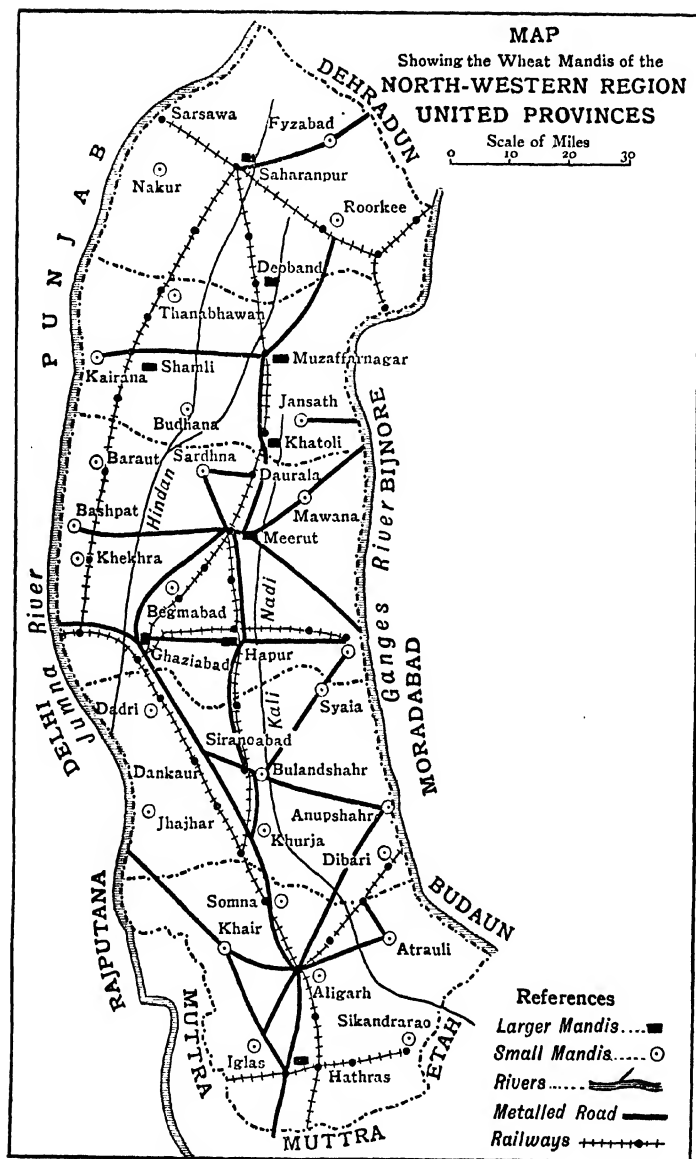 MAP
Showing the Wheat Mandis of the
NORTH-WESTERN REGION
UNITED PROVINCES
Scale of Miles
0 10 20 30
DEHRADUN
Sarsawa
Fyzabad
Saharanpur
Nakur
Roorkee
PUNJAB
Deoband
Thanabhawan
Muzaffarnagar
Kairana
Shamli
Jansath
Budhana
Khatoli
BIJNORE
Sardhna
Baraut
Daurala
Hindan
Mawana
Bashpat
Meerut
Khekhra
Ganges River
Begmabad
Nadi
Jumna River
Ghaziabad
Hapur
DELHI
Syaia
Dadri
Kali
MORADABAD
Siranoabad
Dankaur
Bulandshahr
Anupshahr
Jhajhar
Khurja
Dibari
BUDAUN
RAJPUTANA
Somna
Khair
Atrauli
Aligarh
MUTTRA
Sikandrarao
ETAH
Iglas
Hathras
MUTTRA
References
Larger Mandis....
Small Mandis......
Rivers....
Metalled Road
Railways